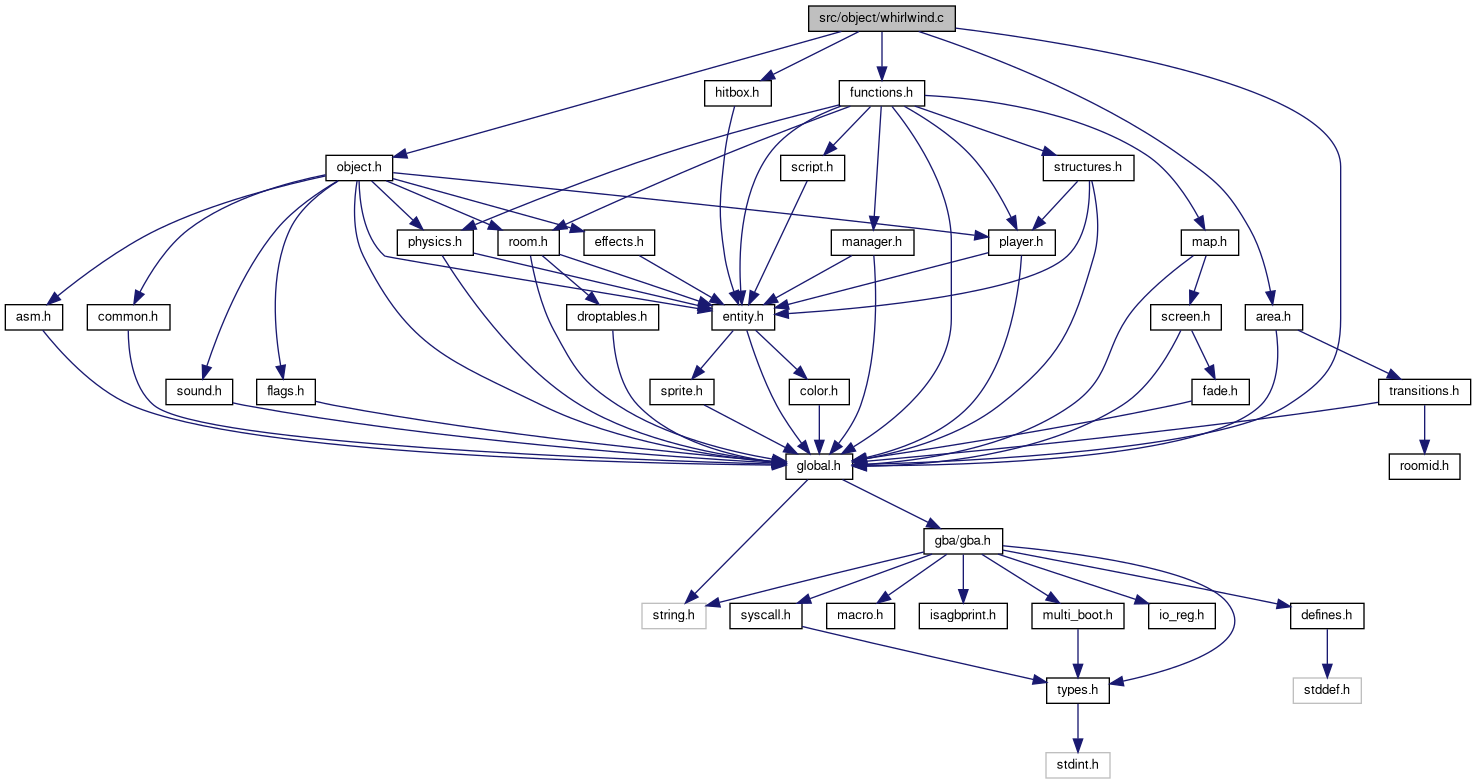 src/object/whirlwind.c
hitbox.h
functions.h
object.h
script.h
structures.h
physics.h
room.h
effects.h
manager.h
player.h
map.h
asm.h
common.h
droptables.h
entity.h
screen.h
area.h
sound.h
flags.h
sprite.h
color.h
fade.h
transitions.h
global.h
roomid.h
gba/gba.h
string.h
syscall.h
macro.h
isagbprint.h
multi_boot.h
io_reg.h
defines.h
types.h
stddef.h
stdint.h